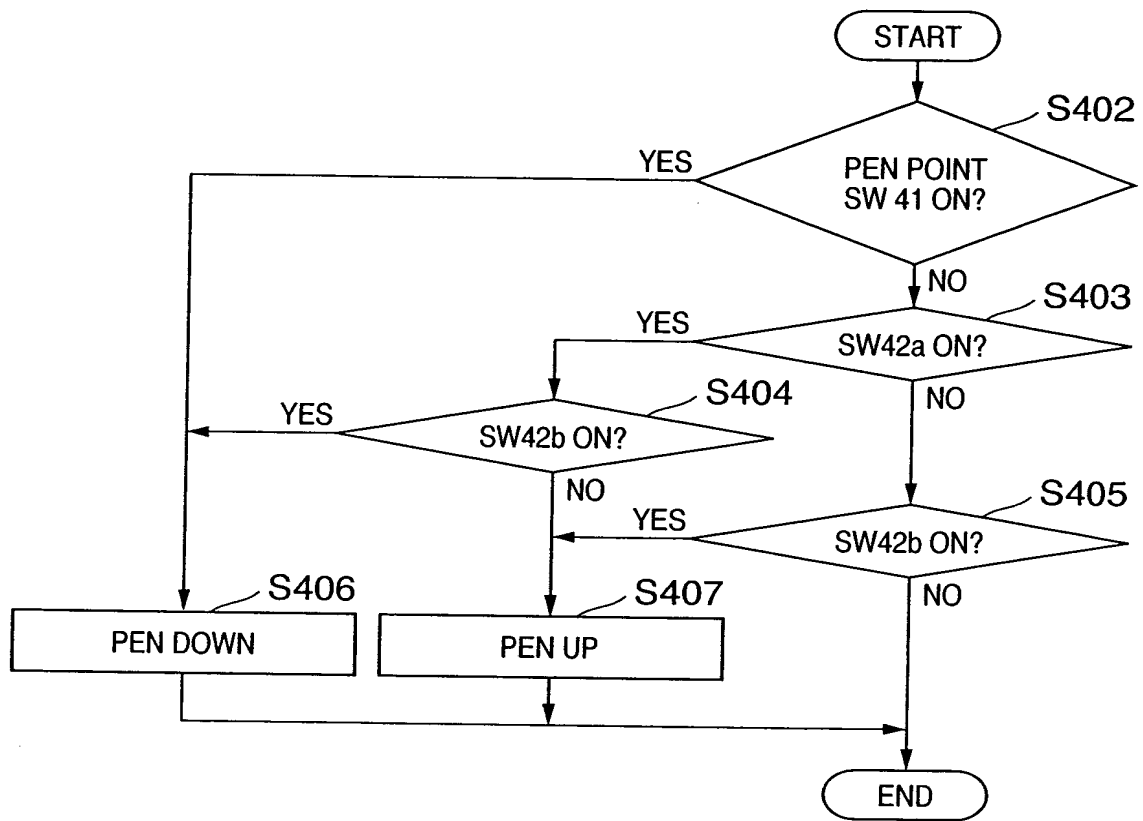 START
S402
YES
PEN POINT
SW 41 ON?
NO
S403
YES
SW42a ON?
NO
S404
YES
SW42b ON?
NO
S405
YES
SW42b ON?
NO
S406
PEN DOWN
S407
PEN UP
END